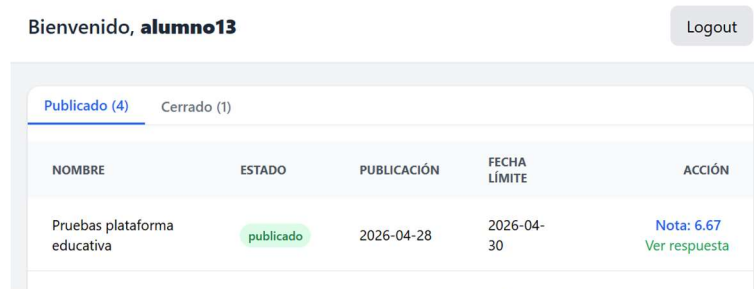 Bienvenido, alumno13
Logout
Publicado (4)
Cerrado (1)
NOMBRE
ESTADO
PUBLICACIÓN
FECHA
LÍMITE
ACCIÓN
Pruebas plataforma
educativa
publicado
2026-04-28
2026-04-
30
Nota: 6.67
Ver respuesta